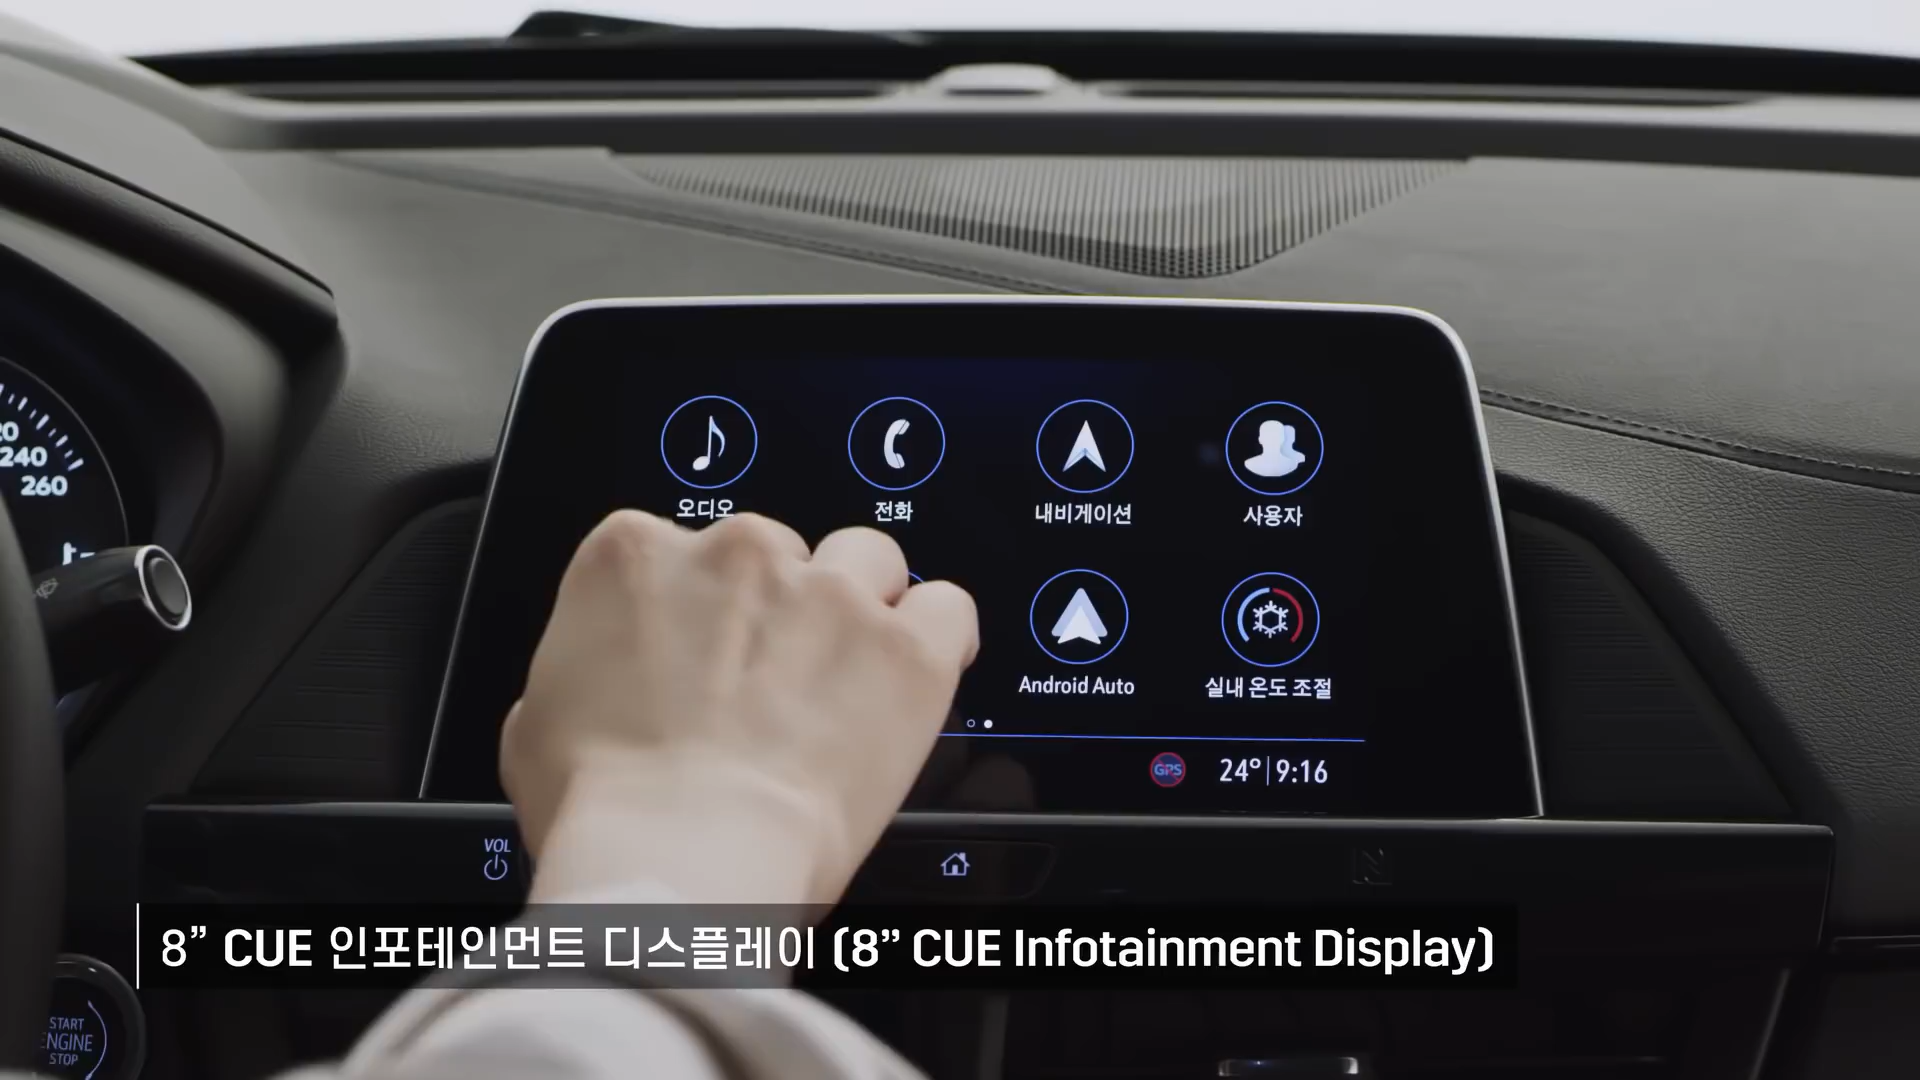 20
240
260
오디오
전화
내비게이션
사용자
Android Auto
실내 온도 조절
GPS
24° 9:16
VOL
8” CUE 인포테인먼트 디스플레이 (8” CUE Infotainment Display)
START
ENGINE
STOP